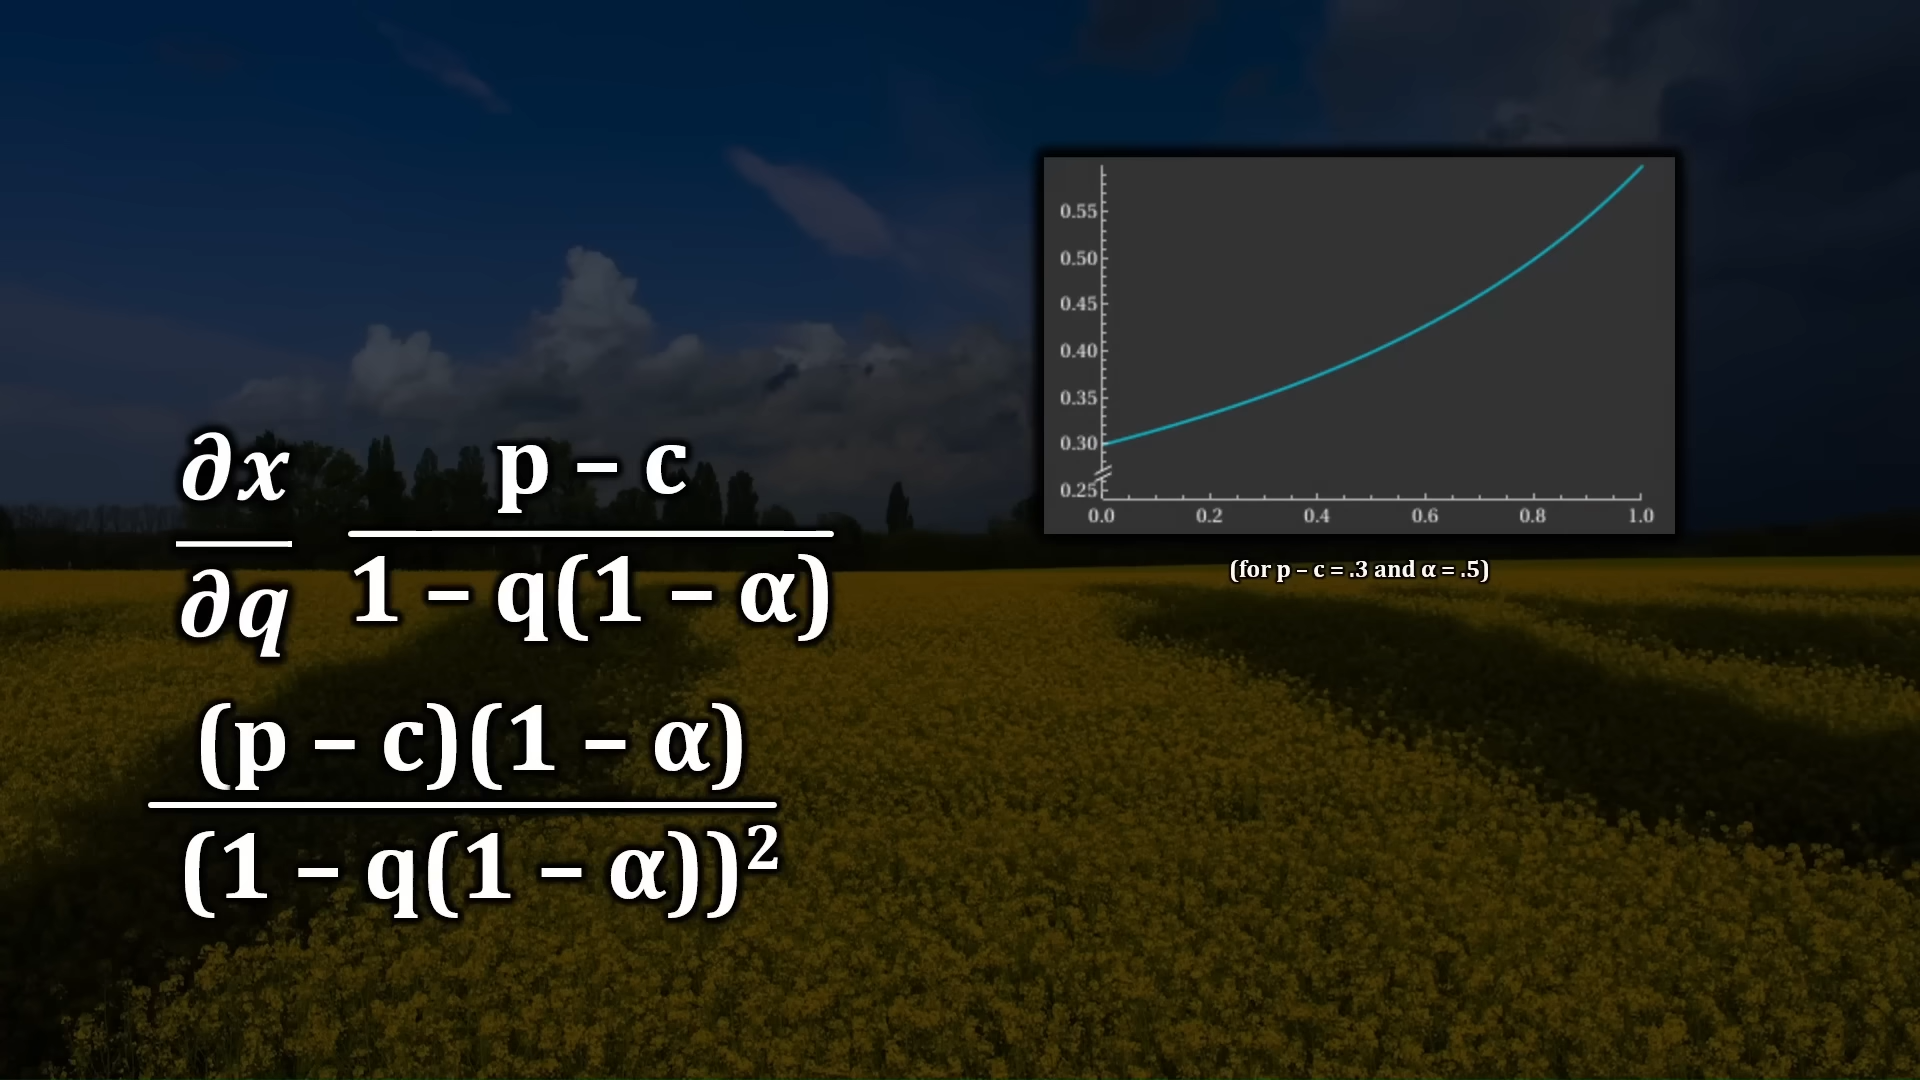 ∂x
∂q
p – c
1 – q(1 – α)
(p – c)(1 – α)
(1 – q(1 – α))²
0.55
0.50
0.45
0.40
0.35
0.30
0.25
0.0 0.2 0.4 0.6 0.8 1.0
(for p – c = .3 and α = .5)